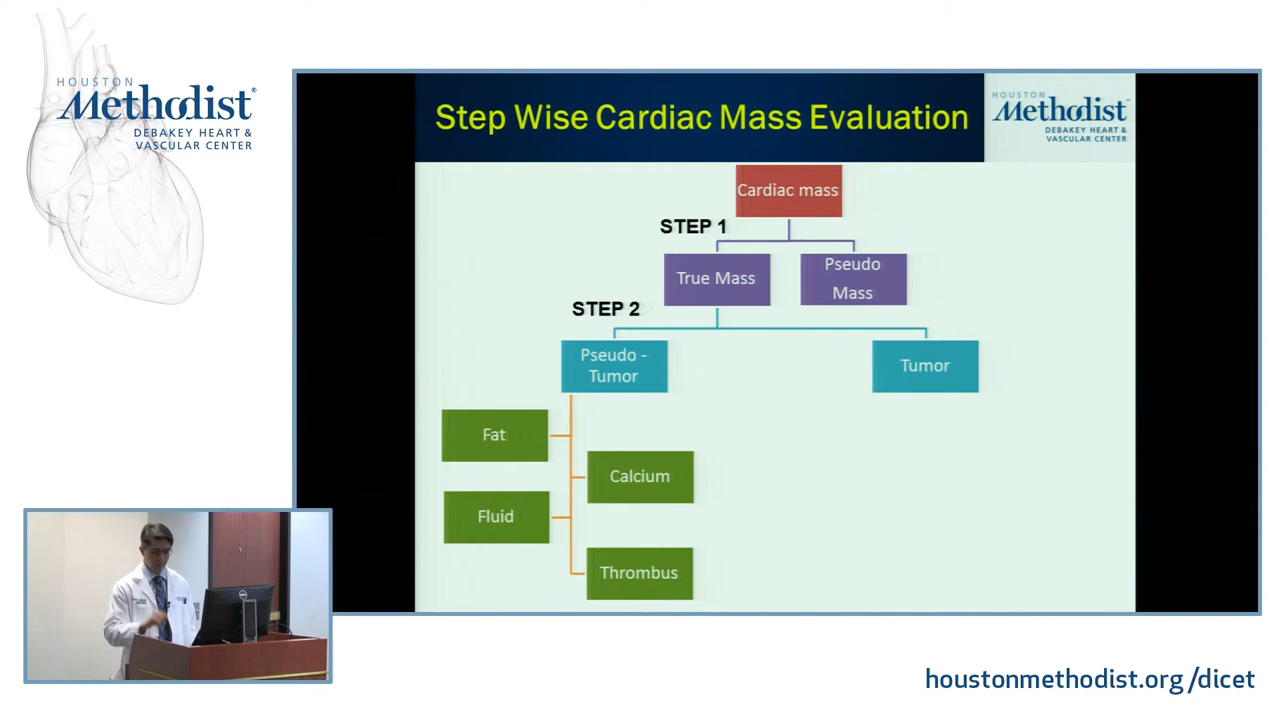 HOUSTON
Methodist®
DEBAKEY HEART &
VASCULAR CENTER
Step Wise Cardiac Mass Evaluation
HOUSTON
Methodist
DEBAKEY HEART &
VASCULAR CENTER
Cardiac mass
STEP 1
True Mass
Pseudo
Mass
STEP 2
Pseudo -
Tumor
Tumor
Fat
Calcium
Fluid
Thrombus
houstonmethodist.org/dicet